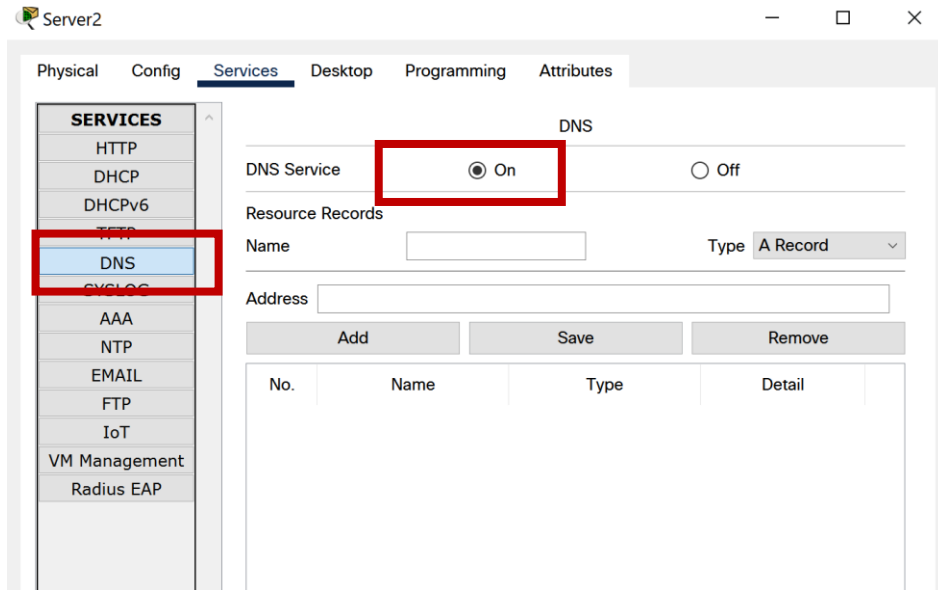 Server2
Physical Config Services Desktop Programming Attributes
SERVICES
HTTP
DHCP
DHCPv6
TFTP
DNS
SYSLOG
AAA
NTP
EMAIL
FTP
IoT
VM Management
Radius EAP
DNS
DNS Service On Off
Resource Records
Name Type A Record
Address
Add Save Remove
No. Name Type Detail